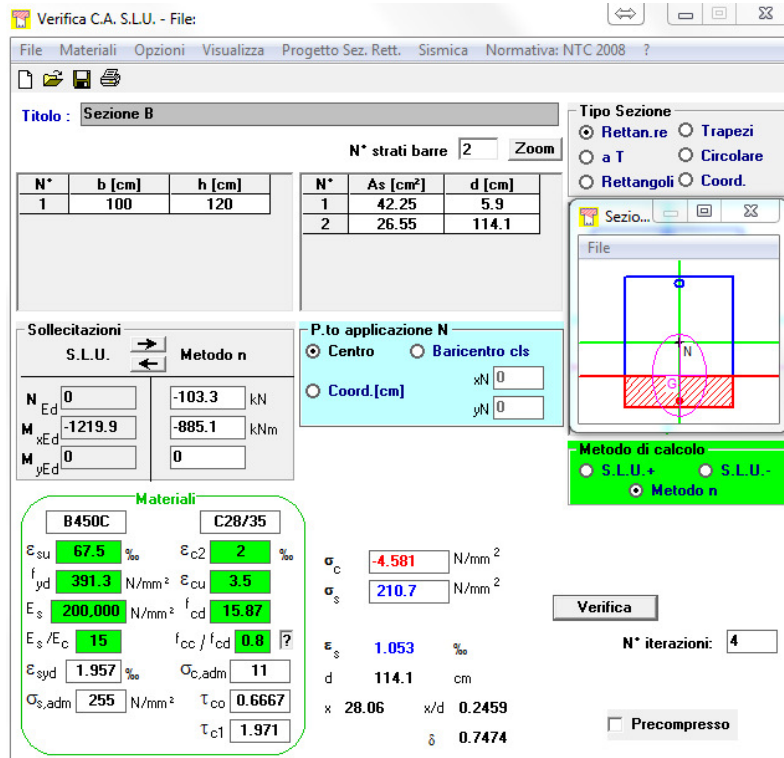 Verifica C.A. S.L.U. - File:
File Materiali Opzioni Visualizza Progetto Sez. Rett. Sismica Normativa: NTC 2008 ?
Titolo : Sezione B
N° strati barre 2 Zoom
N° b [cm] h [cm]
1 100 120
N° As [cm²] d [cm]
1 42.25 5.9
2 26.55 114.1
Tipo Sezione
Rettan.re Trapezi
a T Circolare
Rettangoli Coord.
Sezio...
File
N
G
Sollecitazioni
S.L.U. Metodo n
N Ed 0 -103.3 kN
M xEd -1219.9 -885.1 kNm
M yEd 0 0
P.to applicazione N
Centro Baricentro cls
Coord.[cm] xN 0
yN 0
Metodo di calcolo
S.L.U.+ S.L.U.-
Metodo n
Materiali
B450C C28/35
εsu 67.5 ‰ εc2 2 ‰
fyd 391.3 N/mm² εcu 3.5
Es 200,000 N/mm² fcd 15.87
Es/Ec 15 fcc / fcd 0.8 ?
εsyd 1.957 ‰ σc,adm 11
σs,adm 255 N/mm² τco 0.6667
τc1 1.971
σc -4.581 N/mm²
σs 210.7 N/mm²
εs 1.053 ‰
d 114.1 cm
x 28.06 x/d 0.2459
δ 0.7474
Verifica
N° iterazioni: 4
Precompresso